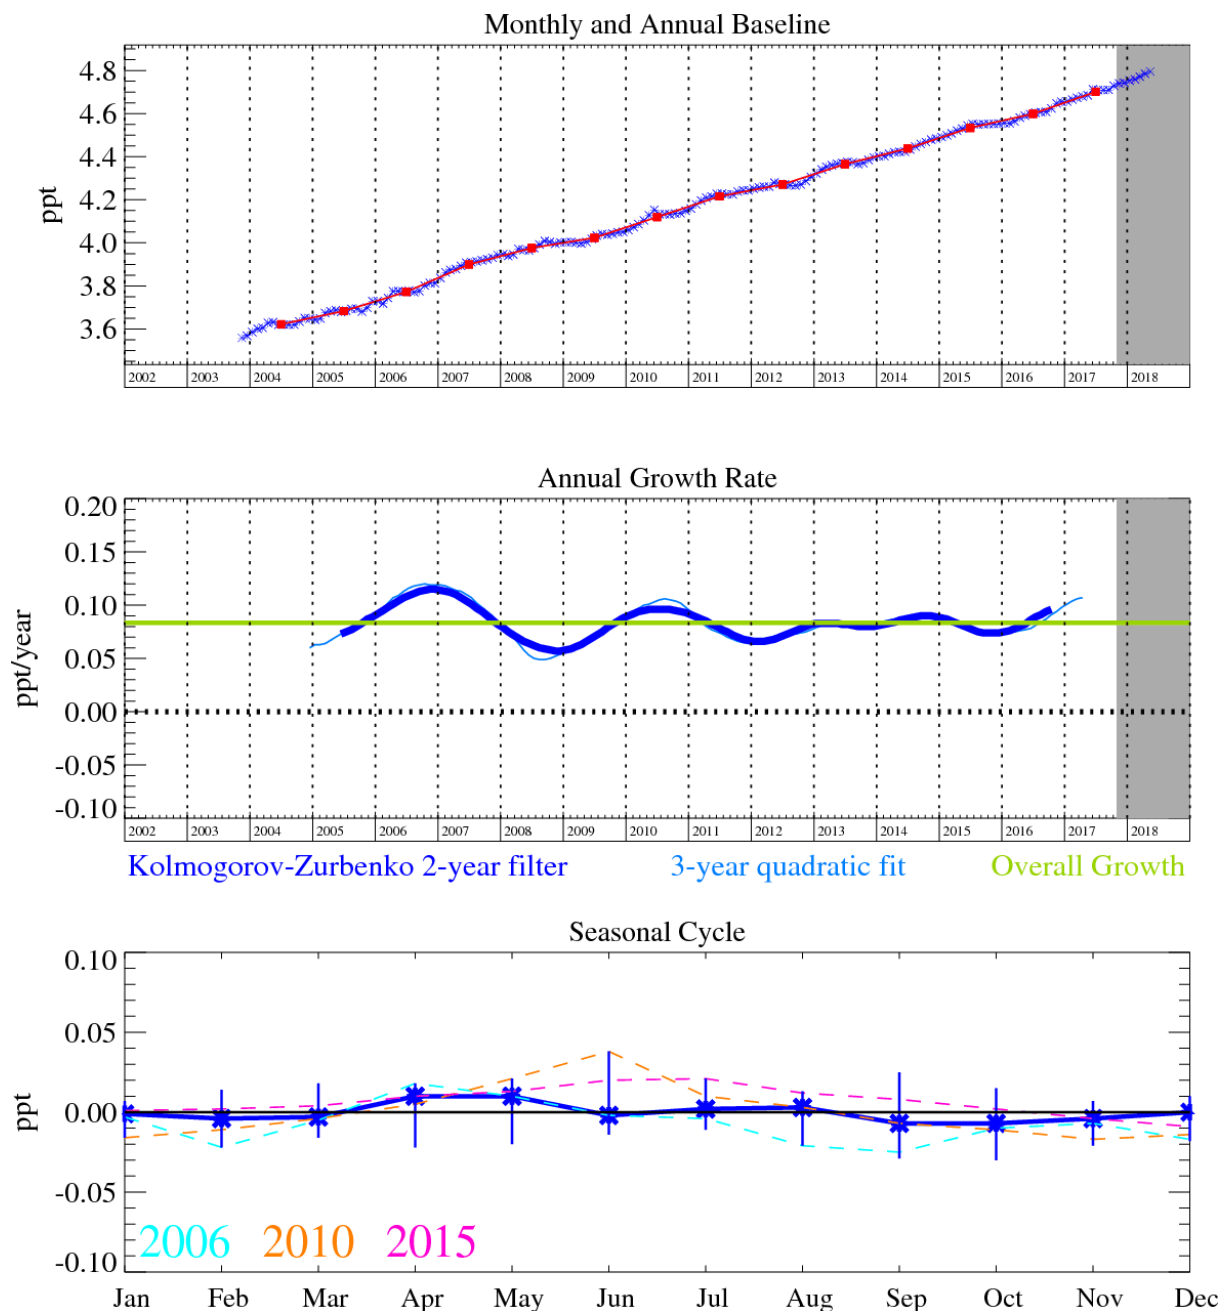 Monthly and Annual Baseline
4.8
4.6
4.4
4.2
4.0
3.8
3.6
ppt
2002 2003 2004 2005 2006 2007 2008 2009 2010 2011 2012 2013 2014 2015 2016 2017 2018
Annual Growth Rate
0.20
0.15
0.10
0.05
0.00
-0.05
-0.10
ppt/year
2002 2003 2004 2005 2006 2007 2008 2009 2010 2011 2012 2013 2014 2015 2016 2017 2018
Kolmogorov-Zurbenko 2-year filter 3-year quadratic fit Overall Growth
Seasonal Cycle
0.10
0.05
0.00
-0.05
-0.10
ppt
2006 2010 2015
Jan Feb Mar Apr May Jun Jul Aug Sep Oct Nov Dec